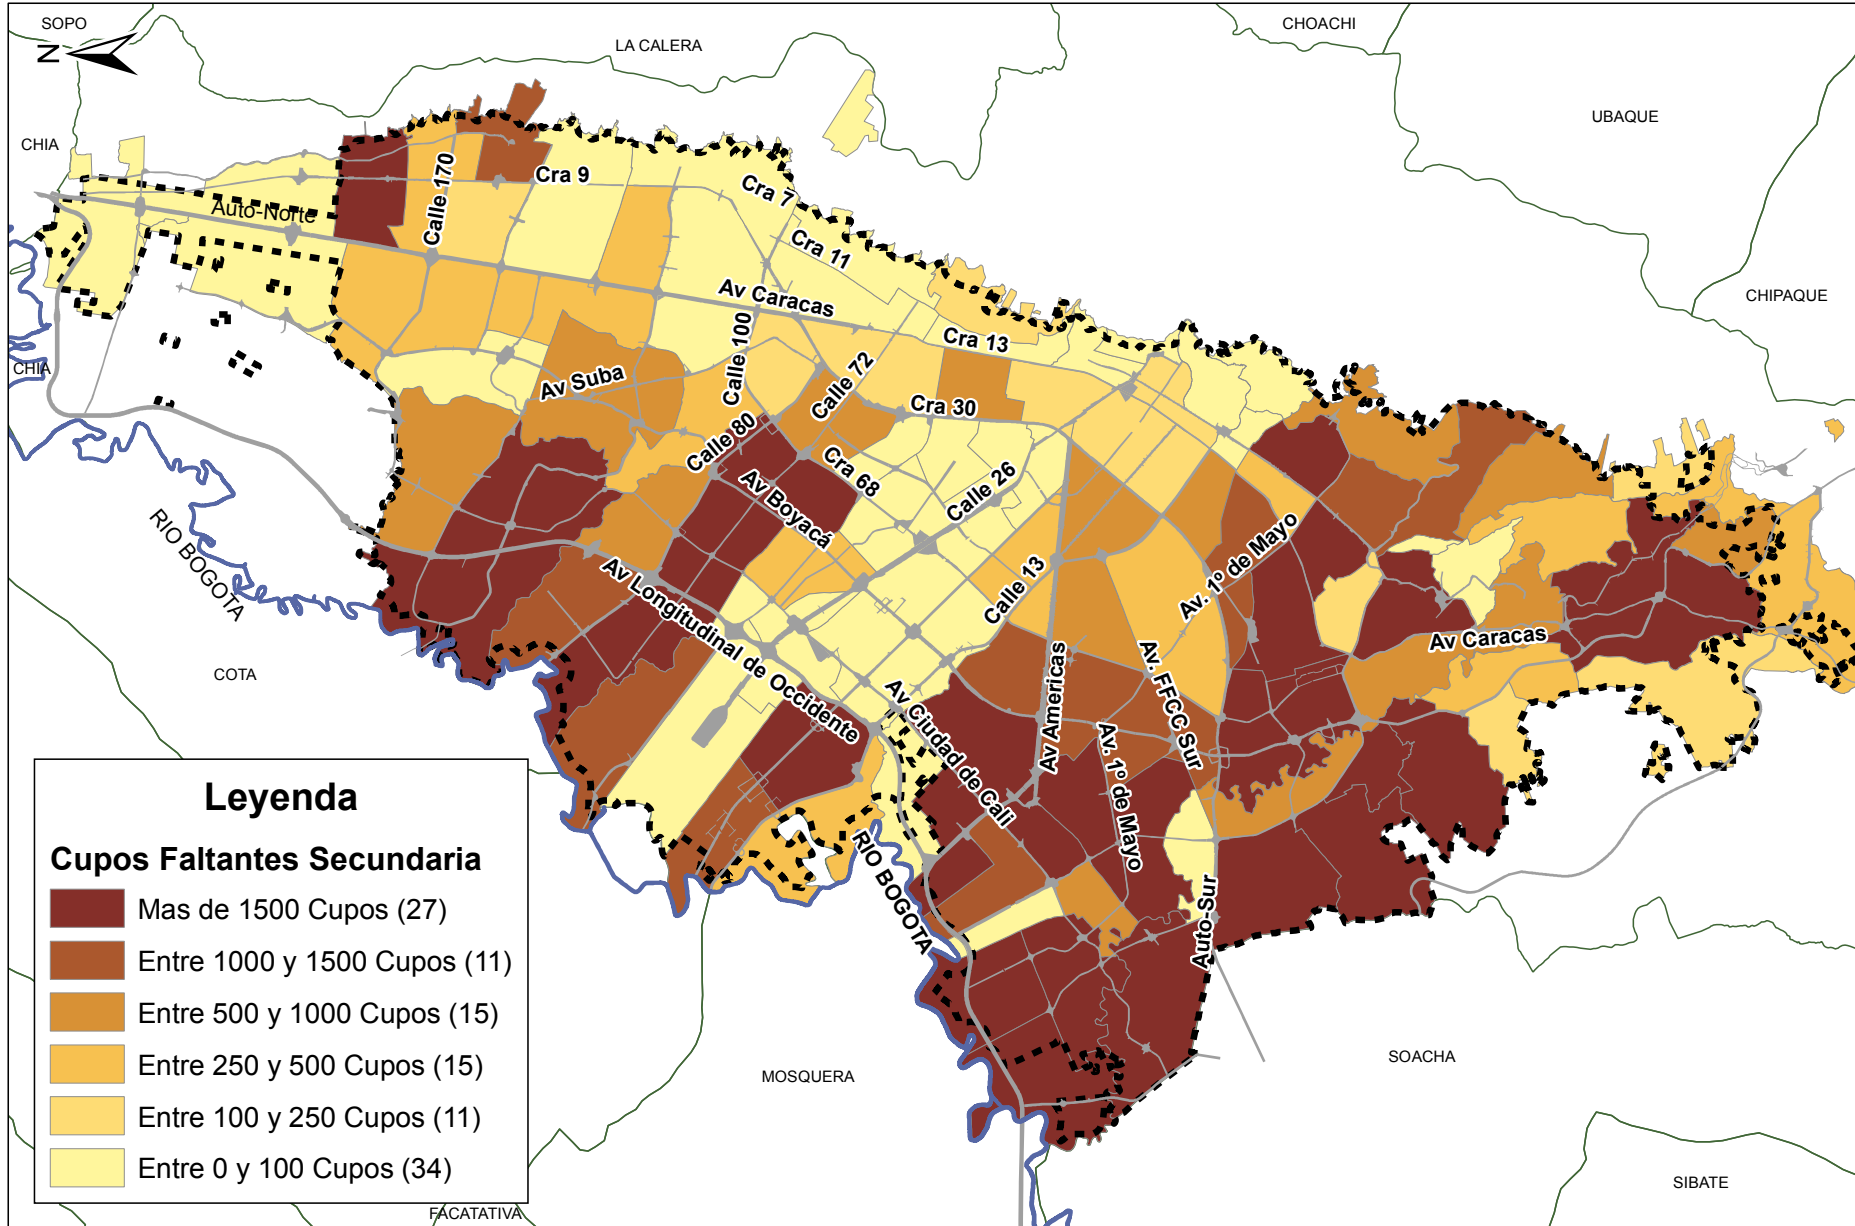 SOPO
CHOACHI
LA CALERA
N
UBAQUE
CHIA
Calle 170
Cra 9
Cra 7
Auto-Norte
Cra 11
CHIPAQUE
Av Caracas
Cra 13
Calle 100
CHIA
Av Suba
Calle 72
Cra 30
Calle 80
Cra 68
Calle 26
Av Boyacá
RIO BOGOTA
Av. 1º de Mayo
Calle 13
Av Longitudinal de Occidente
Av Caracas
COTA
Av Americas
Av. FFCC Sur
Av Ciudad de Cali
Av. 1º de Mayo
RIO BOGOTA
Auto-Sur
Leyenda
Cupos Faltantes Secundaria
Mas de 1500 Cupos (27)
Entre 1000 y 1500 Cupos (11)
Entre 500 y 1000 Cupos (15)
Entre 250 y 500 Cupos (15)
Entre 100 y 250 Cupos (11)
Entre 0 y 100 Cupos (34)
MOSQUERA
SOACHA
SIBATE
FACATATIVA